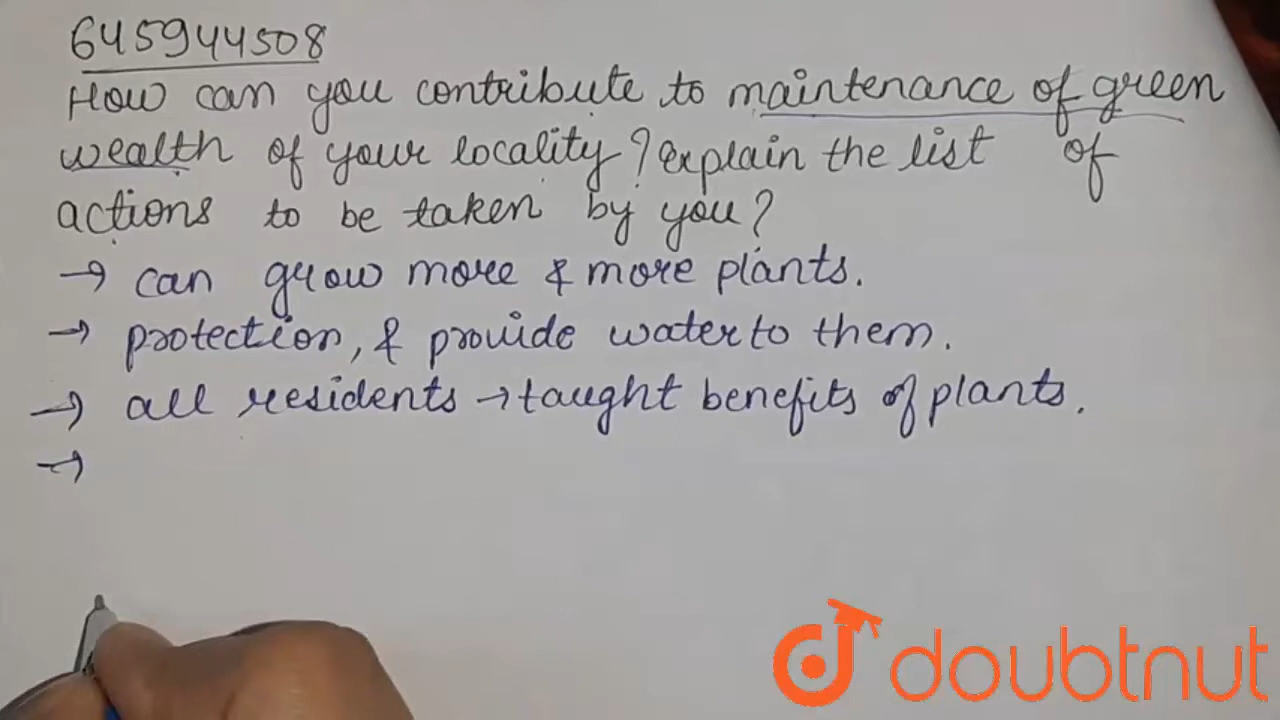 645944508
How can you contribute to maintenance of green
wealth of your locality? Explain the list of
actions to be taken by you?
→ can grow more & more plants.
→ protection, & provide water to them.
→ all residents → taught benefits of plants.
→
doubtnut